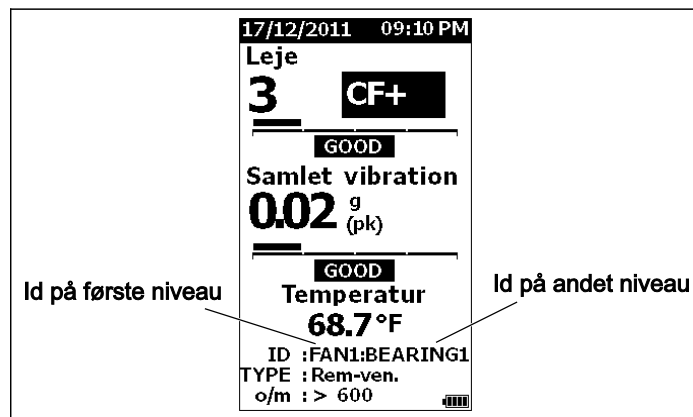 17/12/2011 09:10 PM
Leje
3 CF+
GOOD
Samlet vibration
0.02 g (pk)
GOOD
Id på første niveau
Id på andet niveau
Temperatur
68.7°F
ID :FAN1:BEARING1
TYPE :Rem-ven.
o/m :> 600